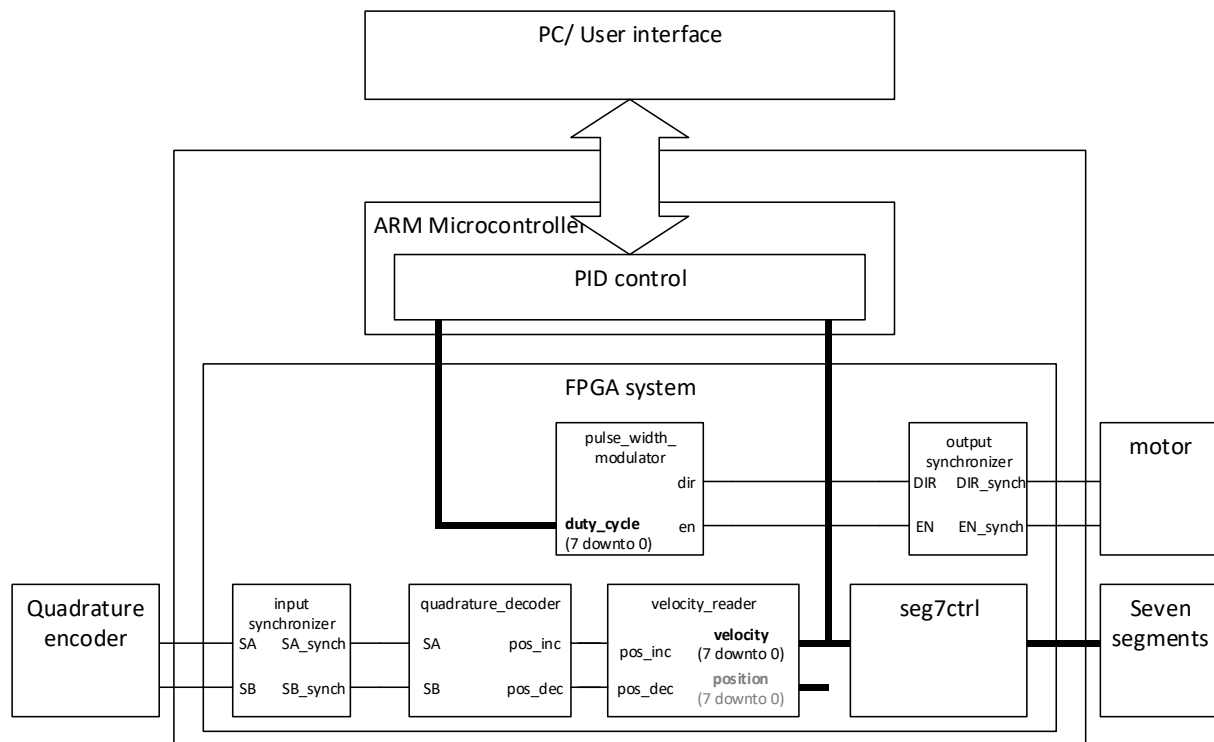 PC/ User interface
ARM Microcontroller
PID control
FPGA system
pulse_width_
modulator
dir
duty_cycle
(7 downto 0)
en
output
synchronizer
DIR
DIR_synch
EN
EN_synch
motor
Quadrature
encoder
input
synchronizer
SA
SA_synch
SB
SB_synch
quadrature_decoder
SA
pos_inc
SB
pos_dec
velocity_reader
pos_inc
velocity
(7 downto 0)
pos_dec
position
(7 downto 0)
seg7ctrl
Seven
segments